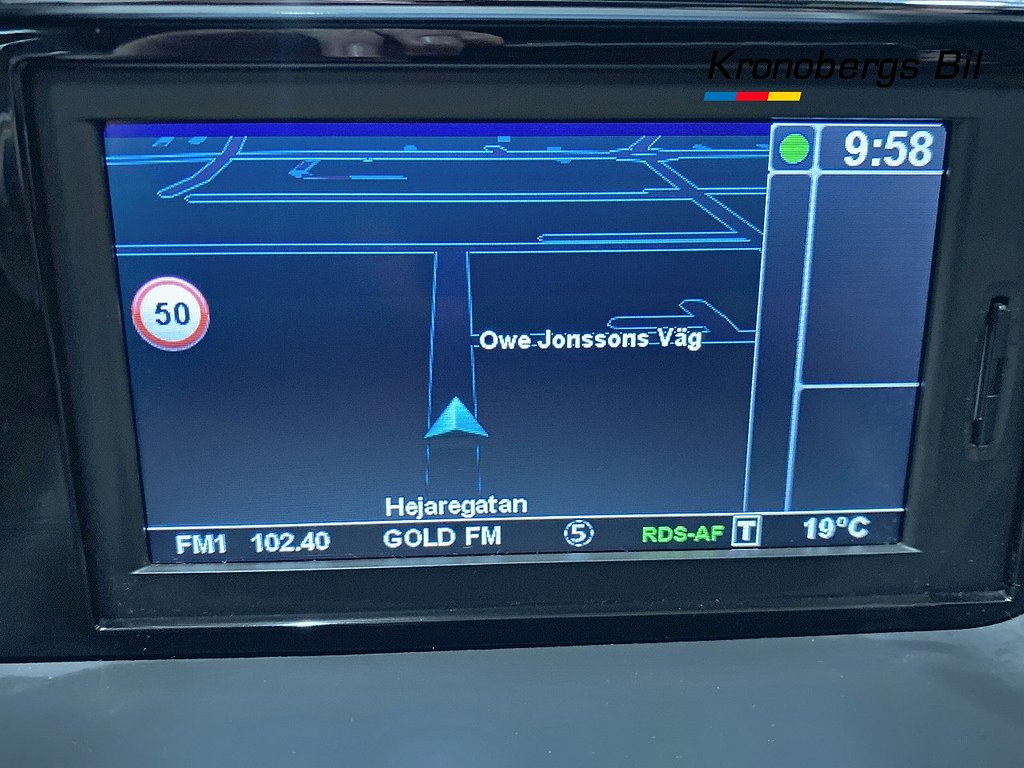 Kronobergs Bil
9:58
50
Owe Jonssons Väg
Hejaregatan
FM1 102.40 GOLD FM 5 RDS-AF T 19°C